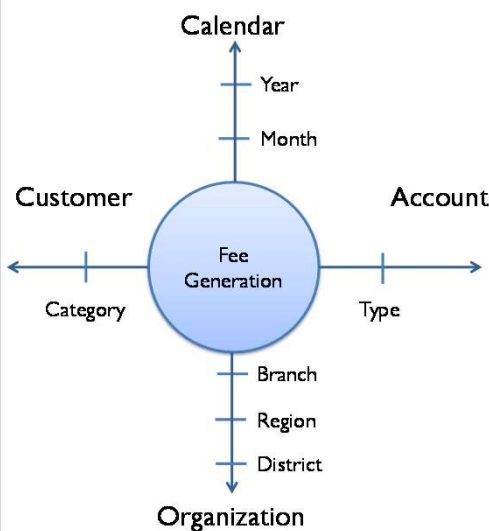 Calendar
Year
Month
Customer
Account
Fee
Generation
Category
Type
Branch
Region
District
Organization